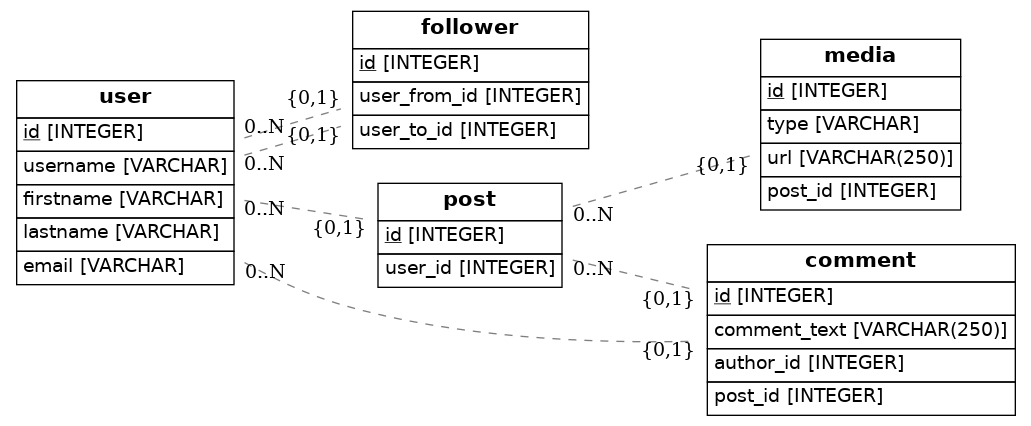 follower
id [INTEGER]
user_from_id [INTEGER]
user_to_id [INTEGER]
media
id [INTEGER]
type [VARCHAR]
url [VARCHAR(250)]
post_id [INTEGER]
user
id [INTEGER]
username [VARCHAR]
firstname [VARCHAR]
lastname [VARCHAR]
email [VARCHAR]
{0,1}
0..N
{0,1}
0..N
0..N
{0,1}
0..N
{0,1}
post
id [INTEGER]
user_id [INTEGER]
{0,1}
0..N
0..N
{0,1}
comment
id [INTEGER]
comment_text [VARCHAR(250)]
author_id [INTEGER]
post_id [INTEGER]